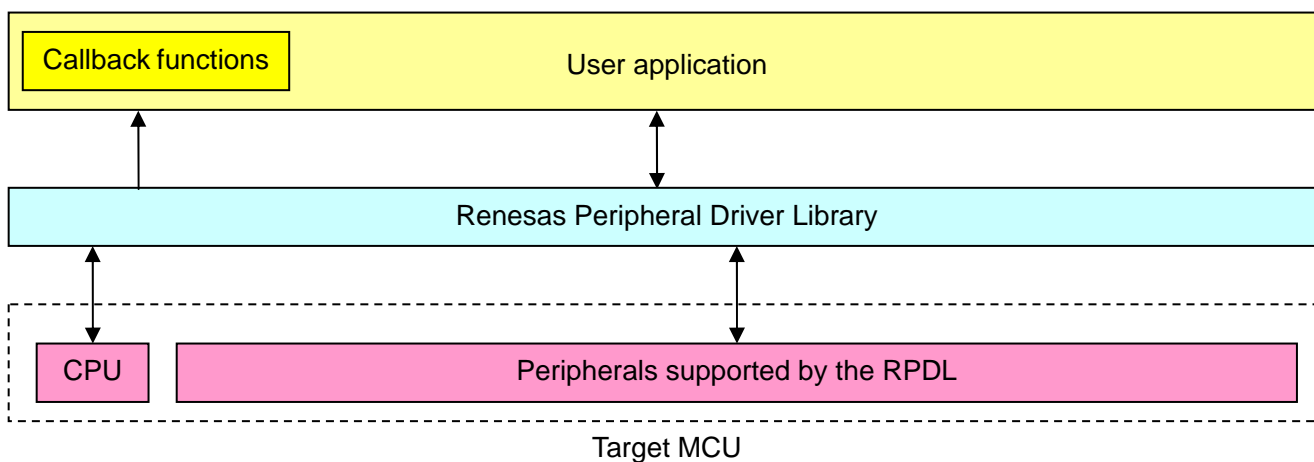 Callback functions
User application
Renesas Peripheral Driver Library
CPU
Peripherals supported by the RPDL
Target MCU